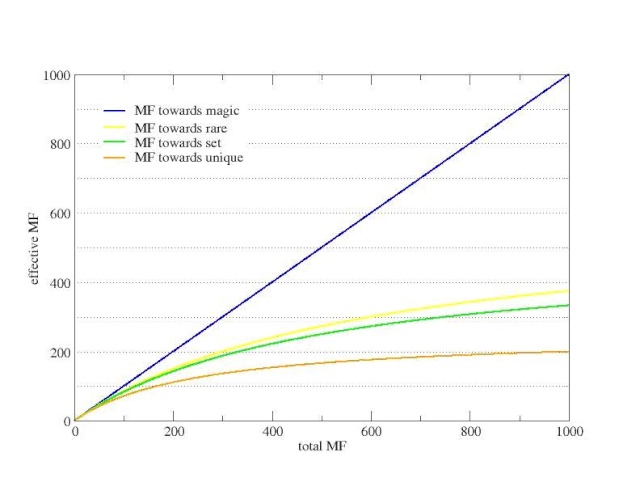 1000
MF towards magic
MF towards rare
800
MF towards set
MF towards unique
600
effective MF
400
200
0
0 200 400 600 800 1000
total MF